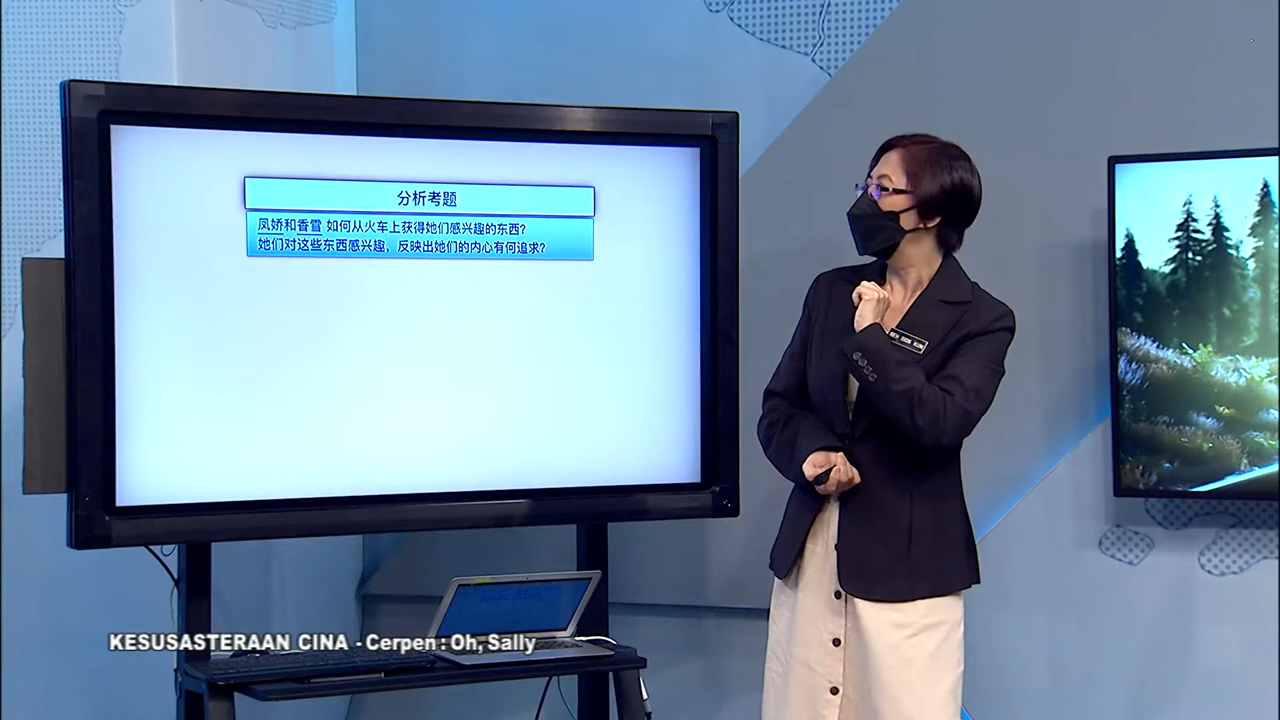 分析考题
凤娇和香雪 如何从火车上获得她们感兴趣的东西?
她们对这些东西感兴趣，反映出她们的内心有何追求?
KESUSASTERAAN CINA - Cerpen : Oh, Sally